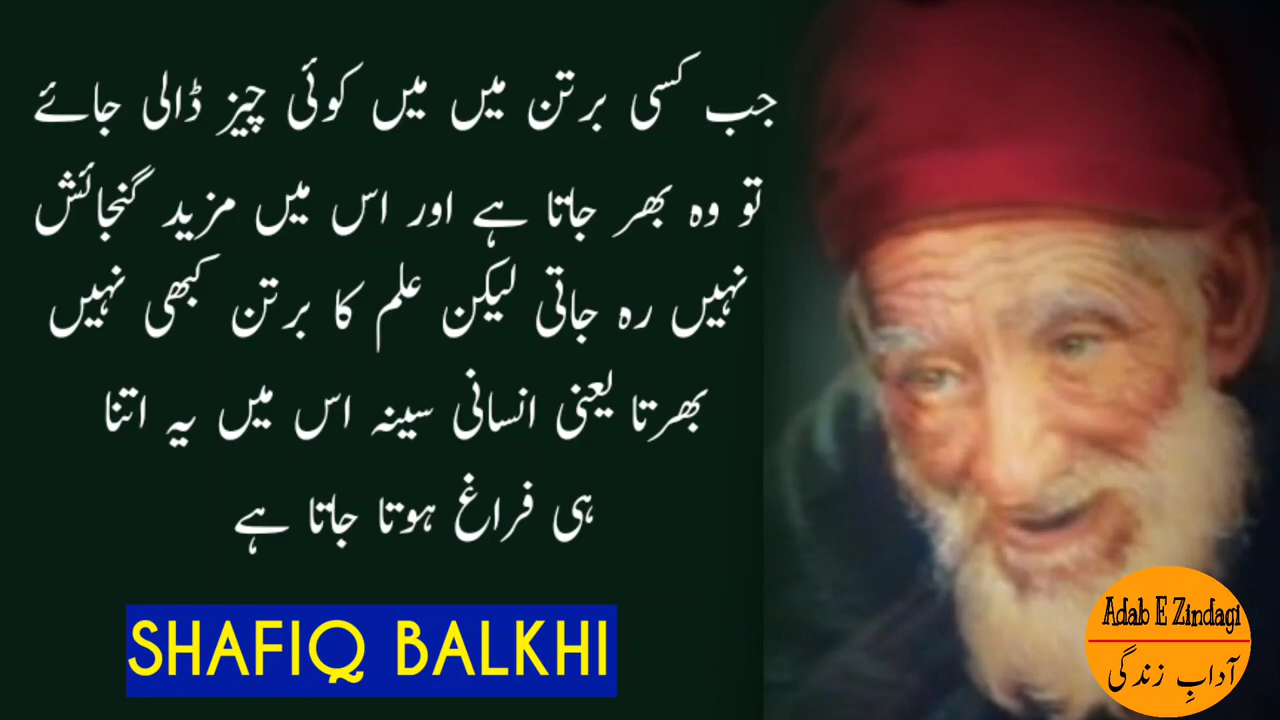 جب کسی برتن میں میں کوئی چیز ڈالی جائے
تو وہ بھر جاتا ہے اور اس میں مزید گنجائش
نہیں رہ جاتی لیکن علم کا برتن کبھی نہیں
بھرتا یعنی انسانی سینہ اس میں یہ اتنا
ہی فراغ ہوتا جاتا ہے
SHAFIQ BALKHI
Adab E Zindagi
آدابِ زندگی